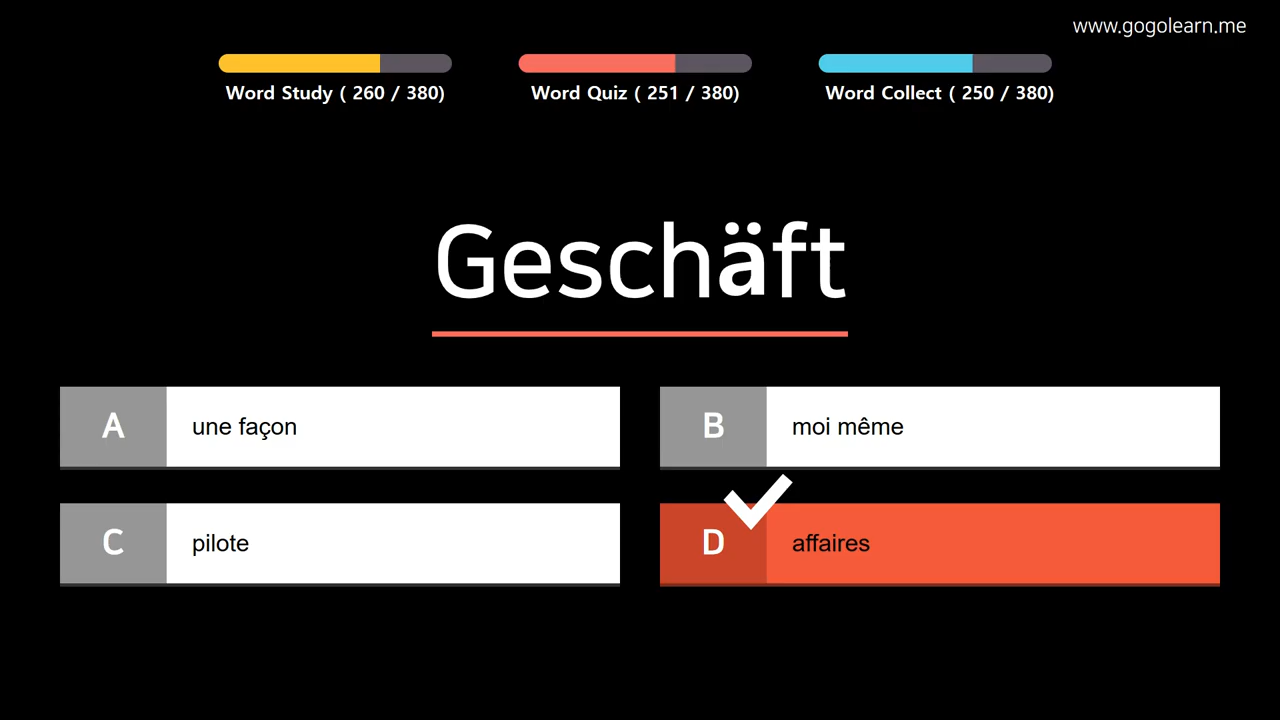 www.gogolearn.me
Word Study ( 260 / 380)
Word Quiz ( 251 / 380)
Word Collect ( 250 / 380)
Geschäft
A
une façon
B
moi même
C
pilote
D
affaires